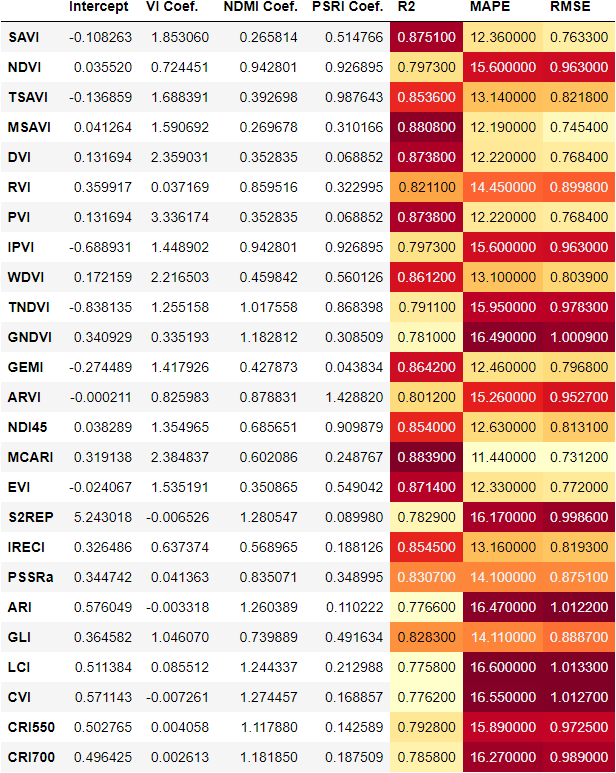 Intercept VI Coef. NDMI Coef. PSRI Coef. R2 MAPE RMSE
SAVI -0.108263 1.853060 0.265814 0.514766 0.875100 12.360000 0.763300
NDVI 0.035520 0.724451 0.942801 0.926895 0.797300 15.600000 0.963000
TSAVI -0.136859 1.688391 0.392698 0.987643 0.853600 13.140000 0.821800
MSAVI 0.041264 1.590692 0.269678 0.310166 0.880800 12.190000 0.745400
DVI 0.131694 2.359031 0.352835 0.068852 0.873800 12.220000 0.768400
RVI 0.359917 0.037169 0.859516 0.322995 0.821100 14.450000 0.899800
PVI 0.131694 3.336174 0.352835 0.068852 0.873800 12.220000 0.768400
IPVI -0.688931 1.448902 0.942801 0.926895 0.797300 15.600000 0.963000
WDVI 0.172159 2.216503 0.459842 0.560126 0.861200 13.100000 0.803900
TNDVI -0.838135 1.255158 1.017558 0.868398 0.791100 15.950000 0.978300
GNDVI 0.340929 0.335193 1.182812 0.308509 0.781000 16.490000 1.000900
GEMI -0.274489 1.417926 0.427873 0.043834 0.864200 12.460000 0.796800
ARVI -0.000211 0.825983 0.878831 1.428820 0.801200 15.260000 0.952700
NDI45 0.038289 1.354965 0.685651 0.909879 0.854000 12.630000 0.813100
MCARI 0.319138 2.384837 0.602086 0.248767 0.883900 11.440000 0.731200
EVI -0.024067 1.535191 0.350865 0.549042 0.871400 12.330000 0.772000
S2REP 5.243018 -0.006526 1.280547 0.089980 0.782900 16.170000 0.998600
IRECI 0.326486 0.637374 0.568965 0.188126 0.854500 13.160000 0.819300
PSSRa 0.344742 0.041363 0.835071 0.348995 0.830700 14.100000 0.875100
ARI 0.576049 -0.003318 1.260389 0.110222 0.776600 16.470000 1.012200
GLI 0.364582 1.046070 0.739889 0.491634 0.828300 14.110000 0.888700
LCI 0.511384 0.085512 1.244337 0.212988 0.775800 16.600000 1.013300
CVI 0.571143 -0.007261 1.274457 0.168857 0.776200 16.550000 1.012700
CRI550 0.502765 0.004058 1.117880 0.142589 0.792800 15.890000 0.972500
CRI700 0.496425 0.002613 1.181850 0.187509 0.785800 16.270000 0.989000